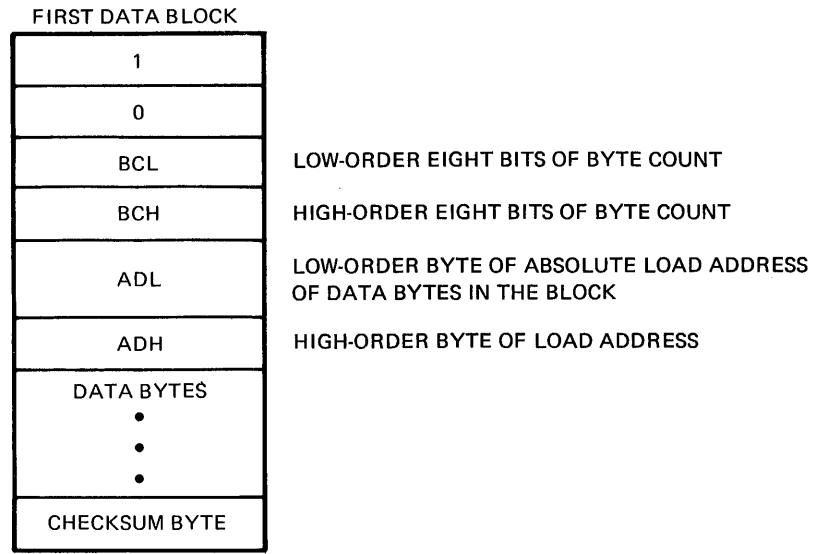 FIRST DATA BLOCK
1
0
BCL LOW-ORDER EIGHT BITS OF BYTE COUNT
BCH HIGH-ORDER EIGHT BITS OF BYTE COUNT
ADL LOW-ORDER BYTE OF ABSOLUTE LOAD ADDRESS
OF DATA BYTES IN THE BLOCK
ADH HIGH-ORDER BYTE OF LOAD ADDRESS
DATA BYTES
•
•
•
CHECKSUM BYTE